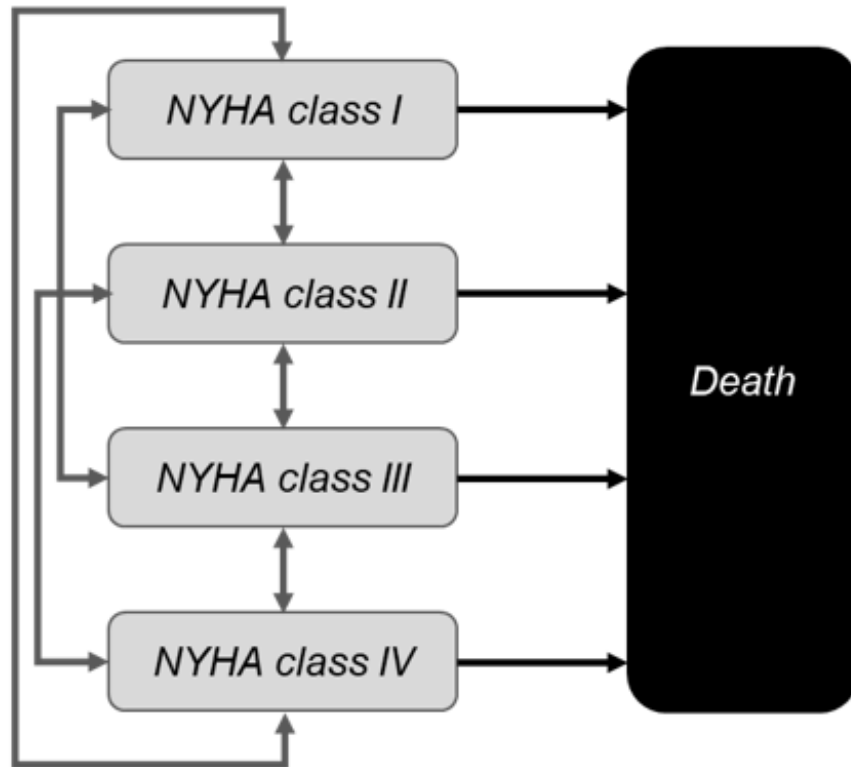 NYHA class I
NYHA class II
Death
NYHA class III
NYHA class IV